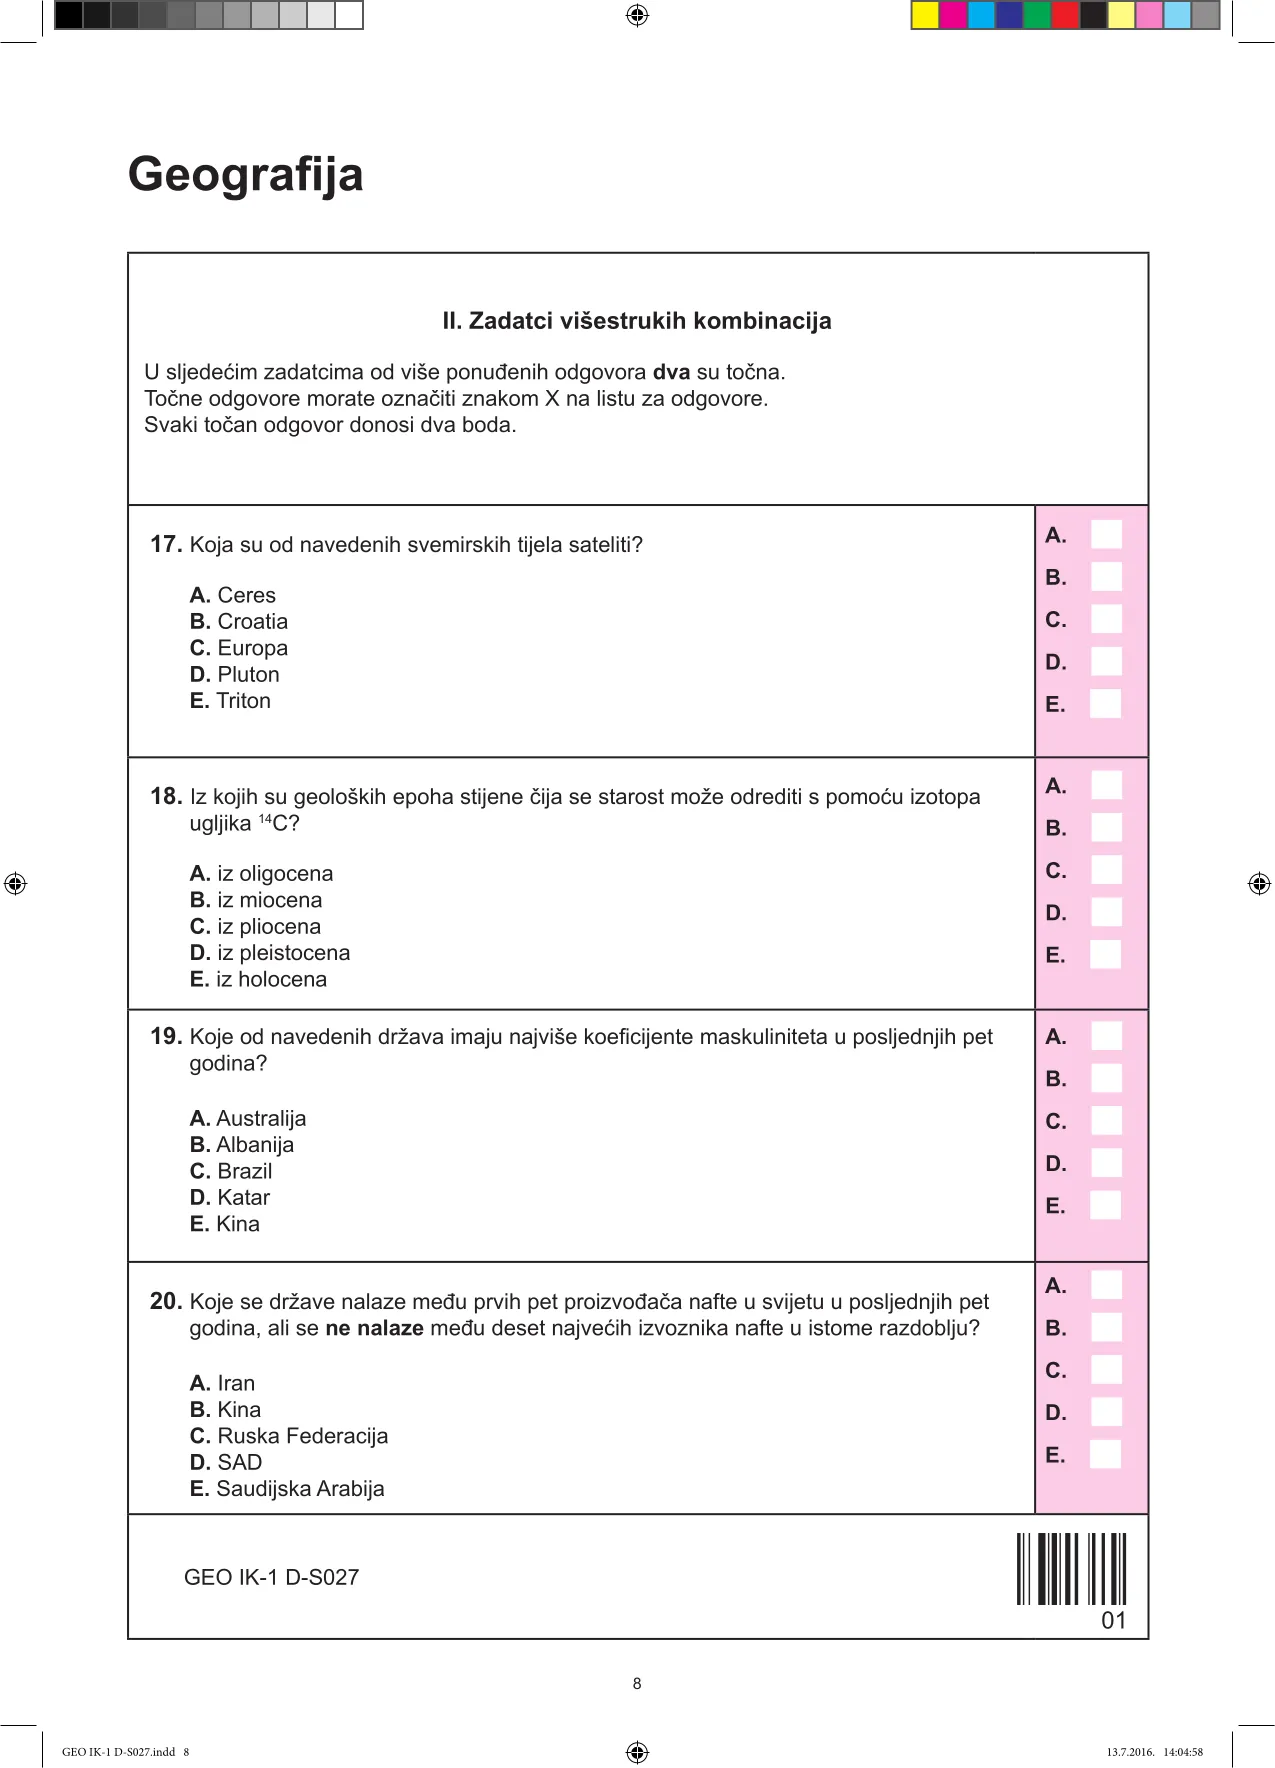 Geografija
II. Zadatci višestrukih kombinacija
U sljedećim zadatcima od više ponuđenih odgovora dva su točna.
Točne odgovore morate označiti znakom X na listu za odgovore.
Svaki točan odgovor donosi dva boda.
17. Koja su od navedenih svemirskih tijela sateliti?
A. Ceres
B. Croatia
C. Europa
D. Pluton
E. Triton
A.
B.
C.
D.
E.
18. Iz kojih su geoloških epoha stijene čija se starost može odrediti s pomoću izotopa
ugljika ¹⁴C?
A. iz oligocena
B. iz miocena
C. iz pliocena
D. iz pleistocena
E. iz holocena
A.
B.
C.
D.
E.
19. Koje od navedenih država imaju najviše koeficijente maskuliniteta u posljednjih pet
godina?
A. Australija
B. Albanija
C. Brazil
D. Katar
E. Kina
A.
B.
C.
D.
E.
20. Koje se države nalaze među prvih pet proizvođača nafte u svijetu u posljednjih pet
godina, ali se ne nalaze među deset najvećih izvoznika nafte u istome razdoblju?
A. Iran
B. Kina
C. Ruska Federacija
D. SAD
E. Saudijska Arabija
A.
B.
C.
D.
E.
GEO IK-1 D-S027
01
8
GEO IK-1 D-S027.indd 8
13.7.2016. 14:04:58